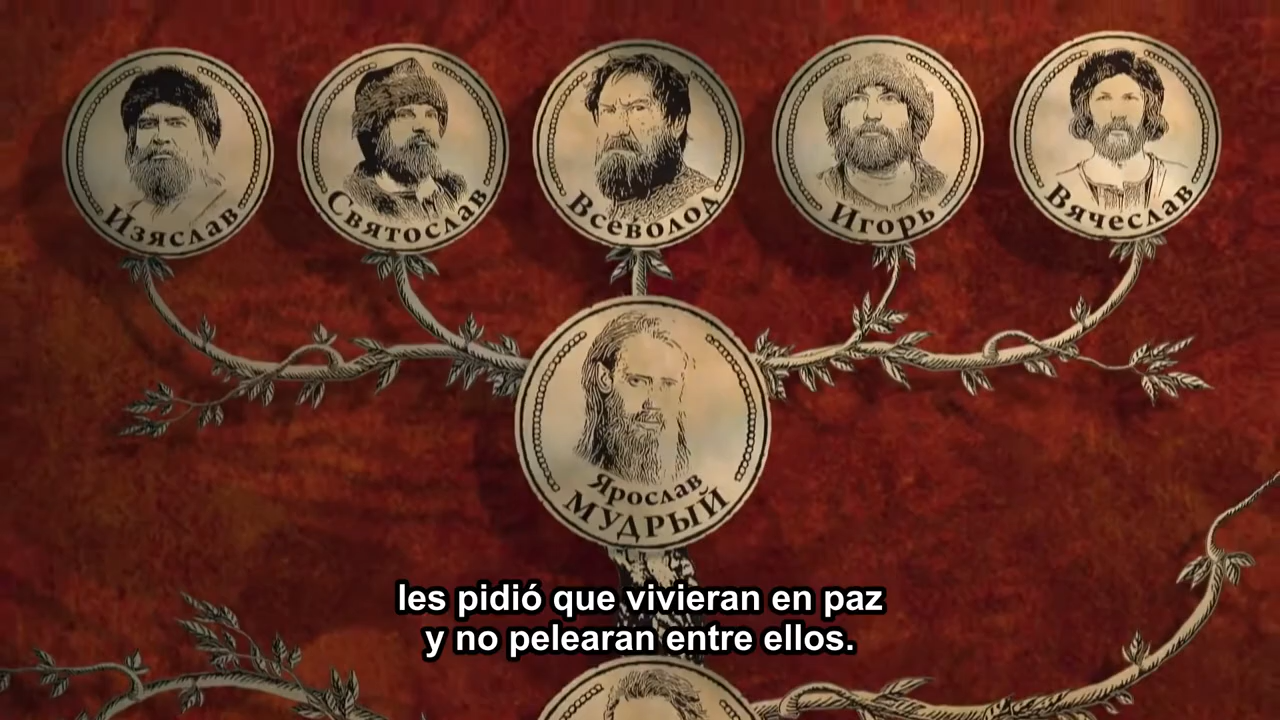 Изяслав
Святослав
Всеволод
Игорь
Вячеслав
Ярослав
МУДРЫЙ
les pidió que vivieran en paz
y no pelearan entre ellos.